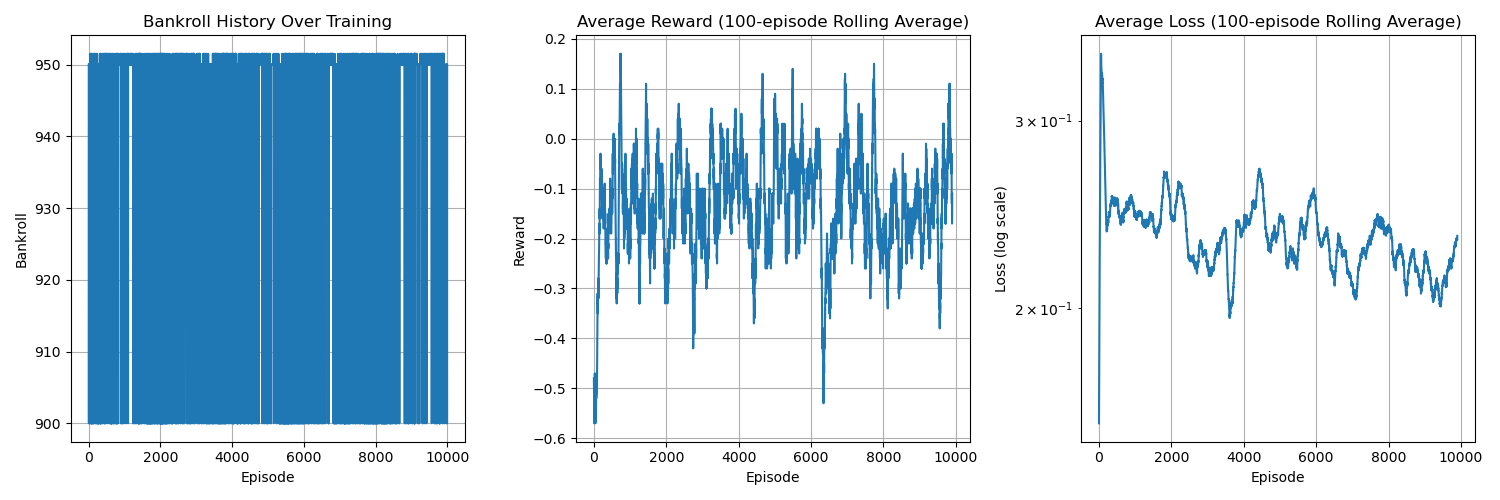 Bankroll History Over Training
950
940
930
920
910
900
Bankroll
0 2000 4000 6000 8000 10000
Episode
Average Reward (100-episode Rolling Average)
0.2
0.1
0.0
−0.1
−0.2
−0.3
−0.4
−0.5
−0.6
Reward
0 2000 4000 6000 8000 10000
Episode
Average Loss (100-episode Rolling Average)
3 × 10⁻¹
2 × 10⁻¹
Loss (log scale)
0 2000 4000 6000 8000 10000
Episode